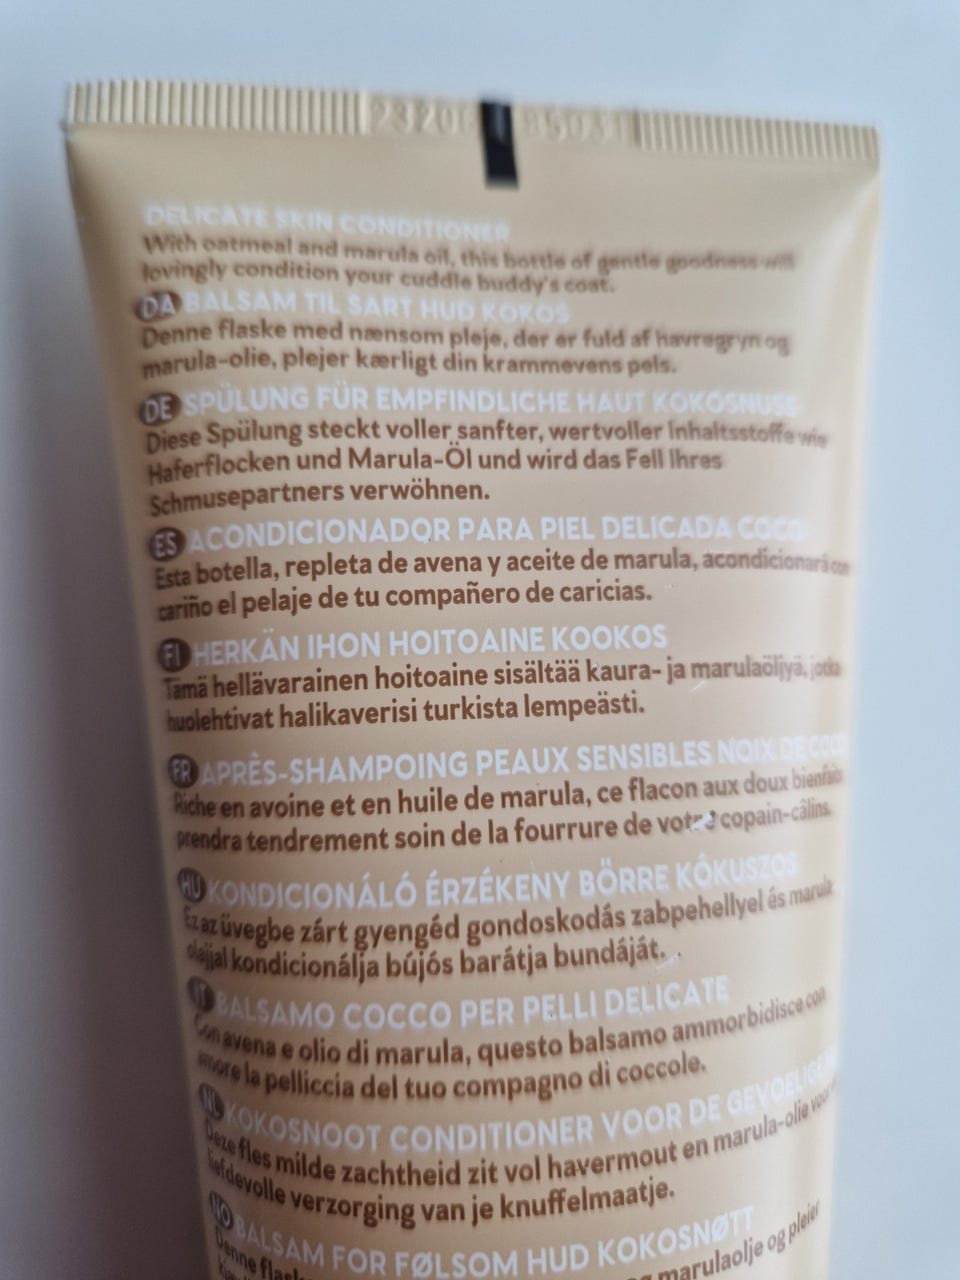 DELICATE SKIN CONDITIONER
With oatmeal and marula oil, this bottle of gentle goodness will
lovingly condition your cuddle buddy's coat.
DA BALSAM TIL SART HUD KOKOS
Denne flaske med nænsom pleje, der er fuld af havregryn og
marula-olie, plejer kærligt din krammevens pels.
DE SPÜLUNG FÜR EMPFINDLICHE HAUT KOKOSNUSS
Diese Spülung steckt voller sanfter, wertvoller Inhaltsstoffe wie
Haferflocken und Marula-Öl und wird das Fell Ihres
Schmusepartners verwöhnen.
ES ACONDICIONADOR PARA PIEL DELICADA COCO
Esta botella, repleta de avena y aceite de marula, acondicionará con
cariño el pelaje de tu compañero de caricias.
FI HERKÄN IHON HOITOAINE KOOKOS
Tämä hellävarainen hoitoaine sisältää kaura- ja marulaöljyä, jotka
huolehtivat halikaverisi turkista lempeästi.
FR APRÈS-SHAMPOING PEAUX SENSIBLES NOIX DE COCO
Riche en avoine et en huile de marula, ce flacon aux doux bienfaits
prendra tendrement soin de la fourrure de votre copain-câlins.
HU KONDICIONÁLÓ ÉRZÉKENY BŐRRE KÓKUSZOS
Ez az üvegbe zárt gyengéd gondoskodás zabpehellyel és marula
olajjal kondicionálja bújós barátja bundáját.
IT BALSAMO COCCO PER PELLI DELICATE
Con avena e olio di marula, questo balsamo ammorbidisce con
amore la pelliccia del tuo compagno di coccole.
NL KOKOSNOOT CONDITIONER VOOR DE GEVOELIGE
Deze fles milde zachtheid zit vol havermout en marula-olie voor
liefdevolle verzorging van je knuffelmaatje.
NO BALSAM FOR FØLSOM HUD KOKOSNØTT
Denne marulaolje og pleier